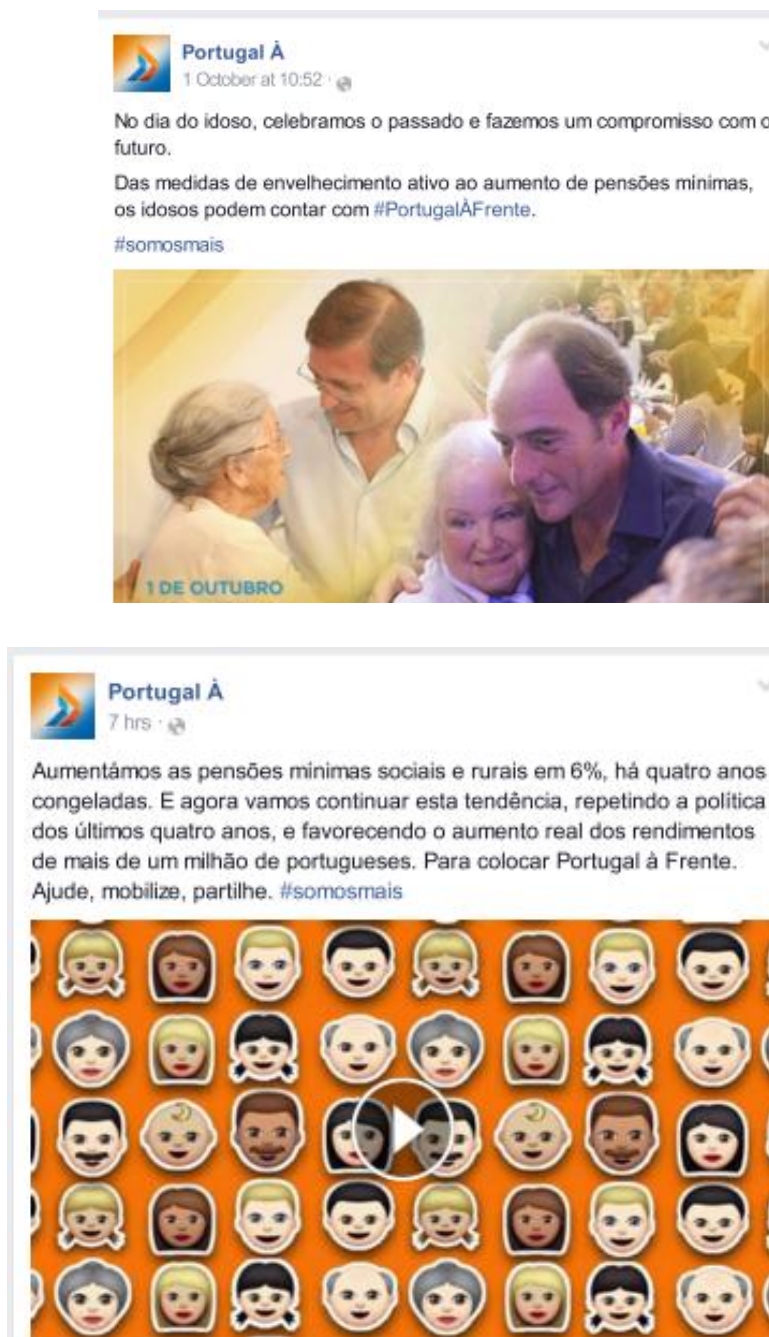 Portugal À
1 October at 10:52 ·
No dia do idoso, celebramos o passado e fazemos um compromisso com o
futuro.
Das medidas de envelhecimento ativo ao aumento de pensões mínimas,
os idosos podem contar com #PortugalÀFrente.
#somosmais
1 DE OUTUBRO
Portugal À
7 hrs ·
Aumentámos as pensões mínimas sociais e rurais em 6%, há quatro anos
congeladas. E agora vamos continuar esta tendência, repetindo a política
dos últimos quatro anos, e favorecendo o aumento real dos rendimentos
de mais de um milhão de portugueses. Para colocar Portugal à Frente.
Ajude, mobilize, partilhe. #somosmais